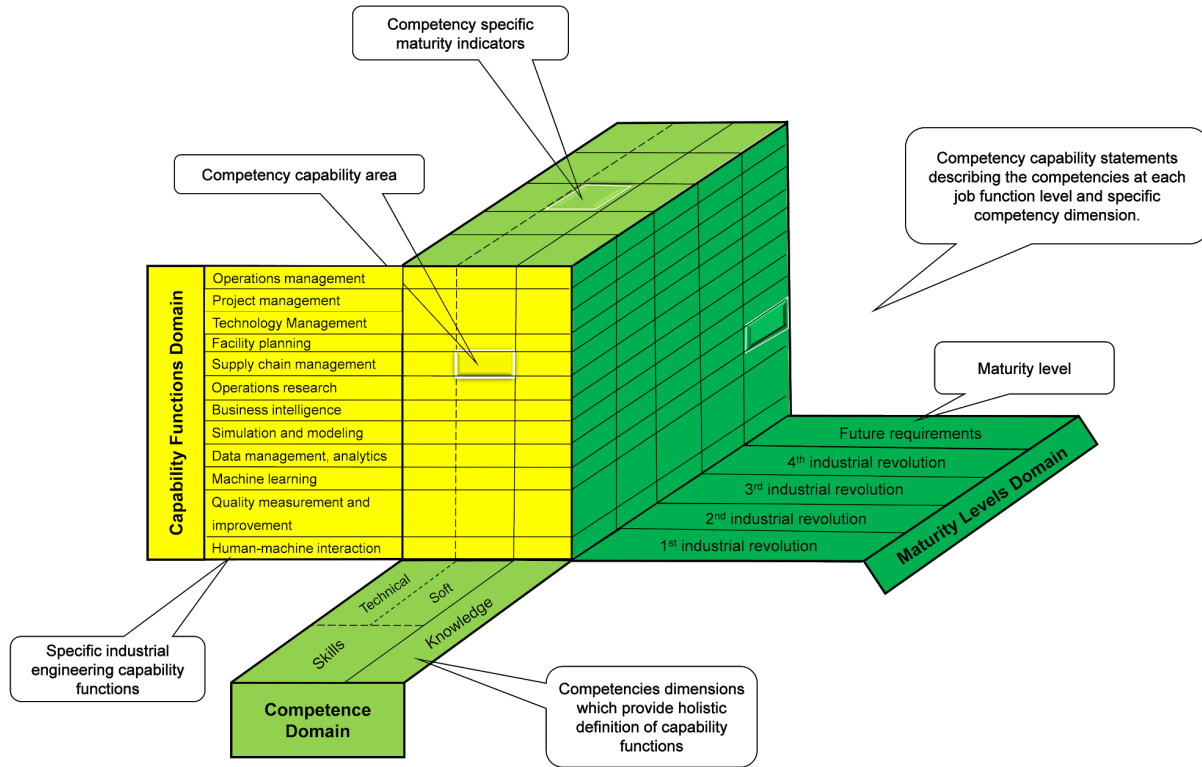 Competency specific
maturity indicators
Competency capability area
Competency capability statements
describing the competencies at each
job function level and specific
competency dimension.
Capability Functions Domain
Operations management
Project management
Technology Management
Facility planning
Supply chain management
Operations research
Business intelligence
Simulation and modeling
Data management, analytics
Machine learning
Quality measurement and
improvement
Human-machine interaction
Maturity level
Future requirements
4th industrial revolution
3rd industrial revolution
2nd industrial revolution
1st industrial revolution
Maturity Levels Domain
Technical
Soft
Skills
Knowledge
Specific industrial
engineering capability
functions
Competence
Domain
Competencies dimensions
which provide holistic
definition of capability
functions